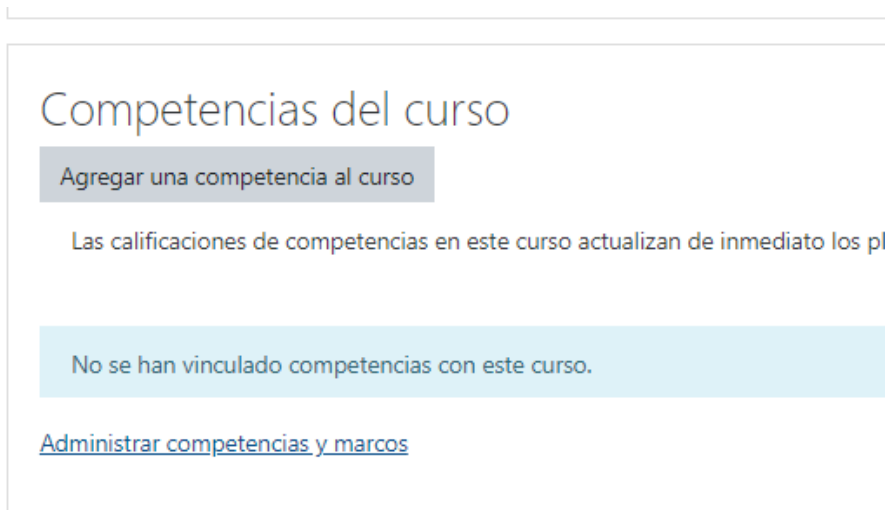 Competencias del curso
Agregar una competencia al curso
Las calificaciones de competencias en este curso actualizan de inmediato los
No se han vinculado competencias con este curso.
Administrar competencias y marcos